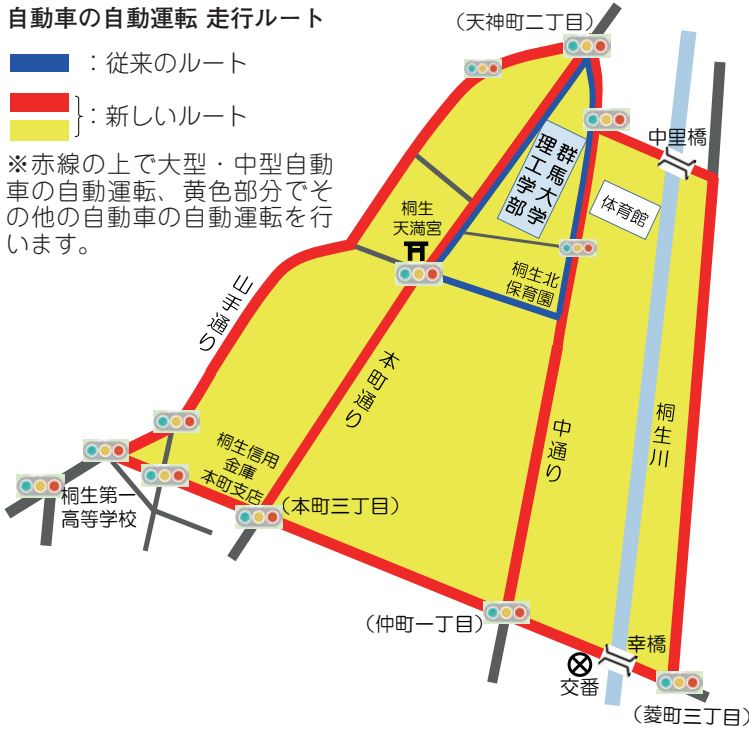 自動車の自動運転 走行ルート
：従来のルート
：新しいルート
※赤線の上で大型・中型自動
車の自動運転、黄色部分でそ
の他の自動車の自動運転を行
います。
（天神町二丁目）
中里橋
群馬大学
理工学部
体育館
桐生
天満宮
桐生北
保育園
山手通り
本町通り
中通り
桐生川
桐生信用
金庫
本町支店
桐生第一
高等学校
（本町三丁目）
（仲町一丁目）
幸橋
交番
（菱町三丁目）